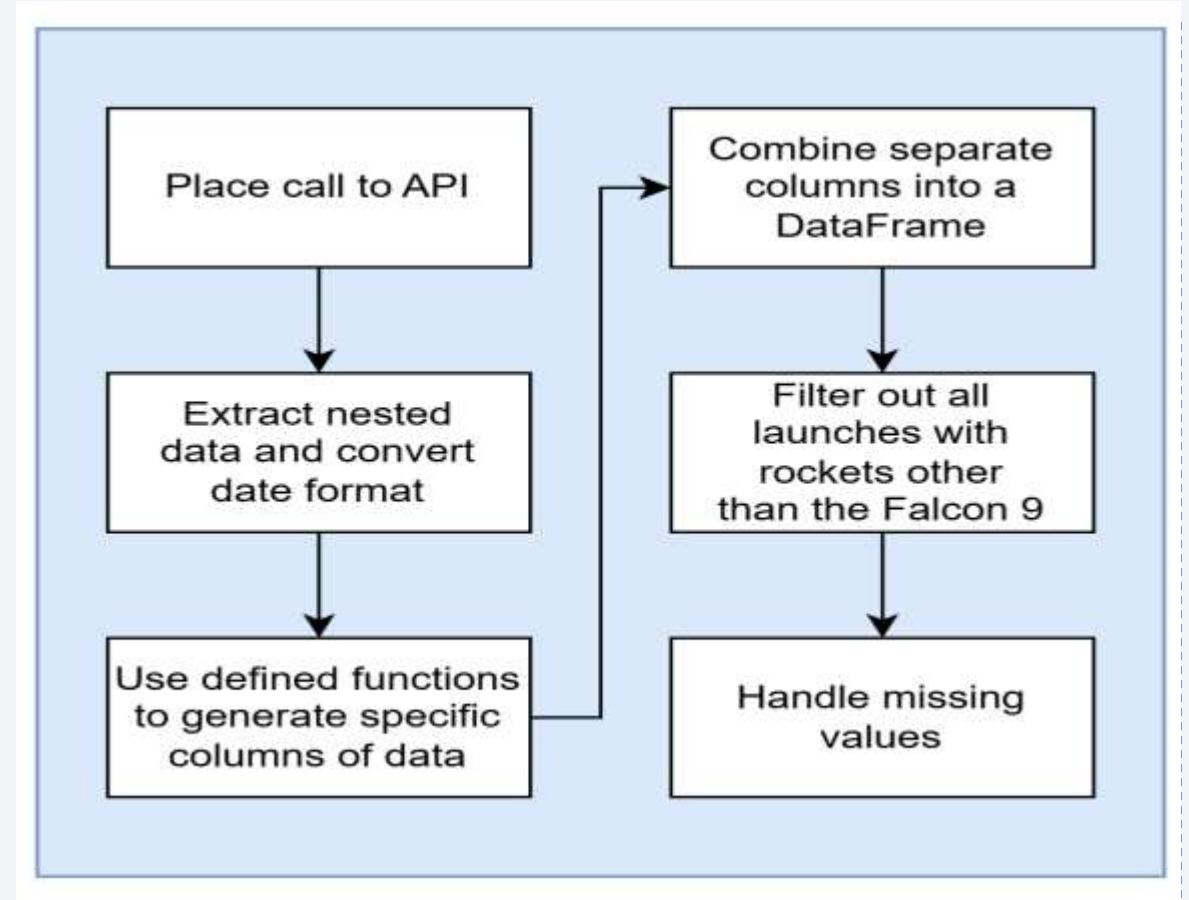 Place call to API
Extract nested
data and convert
date format
Use defined functions
to generate specific
columns of data
Combine separate
columns into a
DataFrame
Filter out all
launches with
rockets other
than the Falcon 9
Handle missing
values